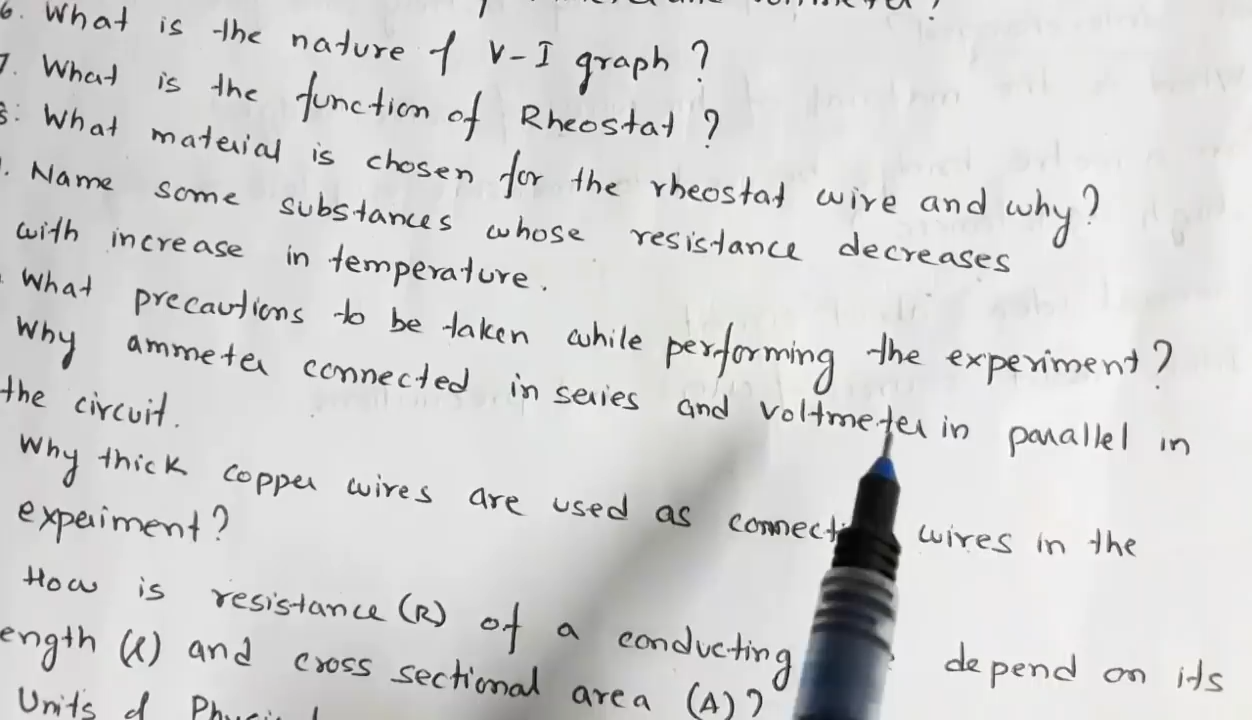 6. What is the nature of V-I graph?
7. What is the function of Rheostat?
8: What material is chosen for the rheostat wire and why?
. Name some substances whose resistance decreases
with increase in temperature.
What precautions to be taken while performing the experiment?
Why ammeter connected in series and voltmeter in parallel in
the circuit.
Why thick copper wires are used as connecti wires in the
experiment?
How is resistance (R) of a conducting depend on its
ength (l) and cross sectional area (A)?
Units of